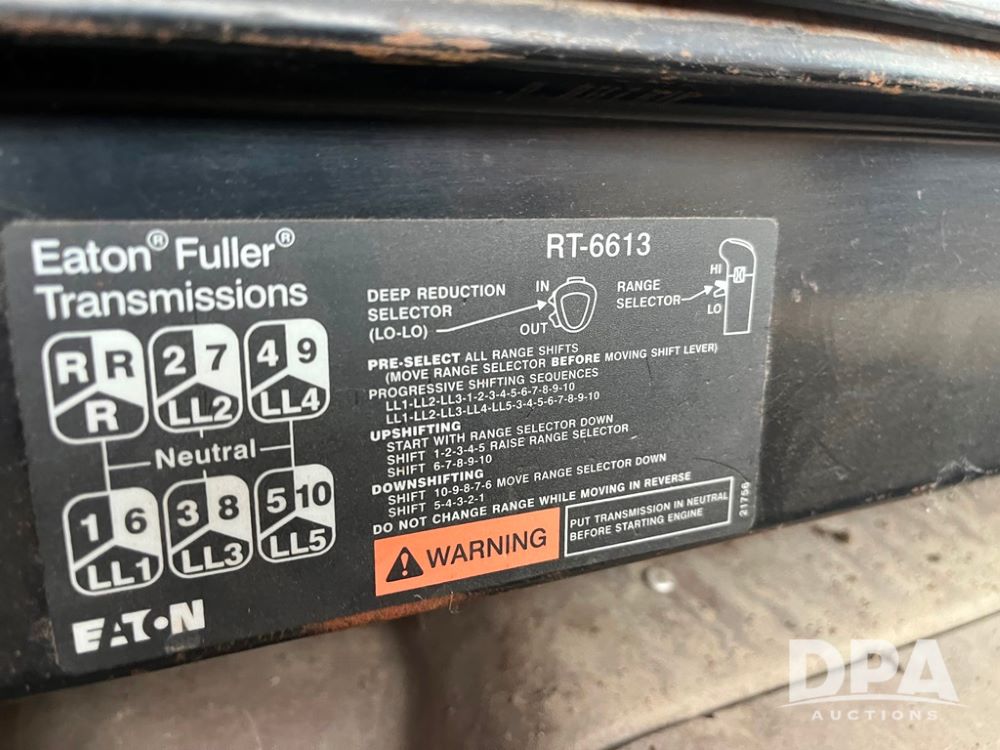 Eaton® Fuller®
Transmissions
R R
R
2 7
LL2
4 9
LL4
Neutral
1 6
LL1
3 8
LL3
5 10
LL5
EATON
RT-6613
DEEP REDUCTION
SELECTOR
(LO-LO)
IN
OUT
RANGE
SELECTOR
HI
LO
PRE-SELECT ALL RANGE SHIFTS
(MOVE RANGE SELECTOR BEFORE MOVING SHIFT LEVER)
PROGRESSIVE SHIFTING SEQUENCES
LL1-LL2-LL3-1-2-3-4-5-6-7-8-9-10
LL1-LL2-LL3-LL4-LL5-3-4-5-6-7-8-9-10
UPSHIFTING
START WITH RANGE SELECTOR DOWN
SHIFT 1-2-3-4-5 RAISE RANGE SELECTOR
SHIFT 6-7-8-9-10
DOWNSHIFTING
SHIFT 10-9-8-7-6 MOVE RANGE SELECTOR DOWN
SHIFT 5-4-3-2-1
DO NOT CHANGE RANGE WHILE MOVING IN REVERSE
WARNING
PUT TRANSMISSION IN NEUTRAL
BEFORE STARTING ENGINE
21756
DPA
AUCTIONS